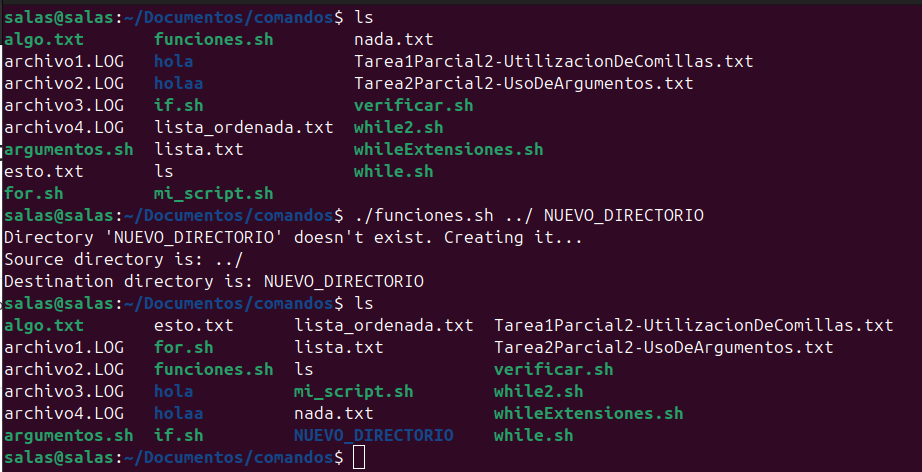 salas@salas:~/Documentos/comandos$ ls
algo.txt funciones.sh nada.txt
archivo1.LOG hola Tarea1Parcial2-UtilizacionDeComillas.txt
archivo2.LOG holaa Tarea2Parcial2-UsoDeArgumentos.txt
archivo3.LOG if.sh verificar.sh
archivo4.LOG lista_ordenada.txt while2.sh
argumentos.sh lista.txt whileExtensiones.sh
esto.txt ls while.sh
for.sh mi_script.sh
salas@salas:~/Documentos/comandos$ ./funciones.sh ../ NUEVO_DIRECTORIO
Directory 'NUEVO_DIRECTORIO' doesn't exist. Creating it...
Source directory is: ../
Destination directory is: NUEVO_DIRECTORIO
salas@salas:~/Documentos/comandos$ ls
algo.txt esto.txt lista_ordenada.txt Tarea1Parcial2-UtilizacionDeComillas.txt
archivo1.LOG for.sh lista.txt Tarea2Parcial2-UsoDeArgumentos.txt
archivo2.LOG funciones.sh ls verificar.sh
archivo3.LOG hola mi_script.sh while2.sh
archivo4.LOG holaa nada.txt whileExtensiones.sh
argumentos.sh if.sh NUEVO_DIRECTORIO while.sh
salas@salas:~/Documentos/comandos$